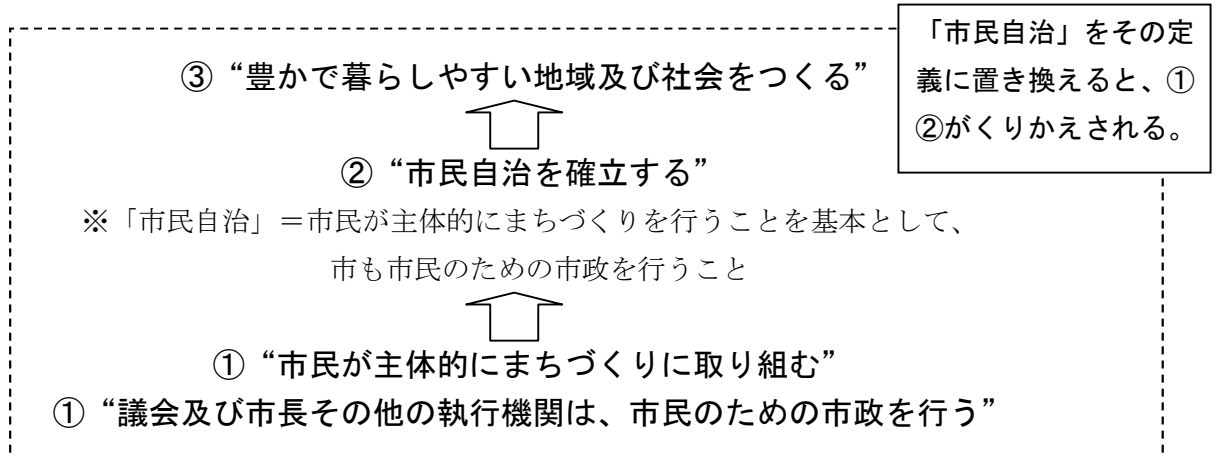 「市民自治」をその定
義に置き換えると、①
②がくりかえされる。
③“豊かで暮らしやすい地域及び社会をつくる”
②“市民自治を確立する”
※「市民自治」＝市民が主体的にまちづくりを行うことを基本として、
市も市民のための市政を行うこと
①“市民が主体的にまちづくりに取り組む”
①“議会及び市長その他の執行機関は、市民のための市政を行う”